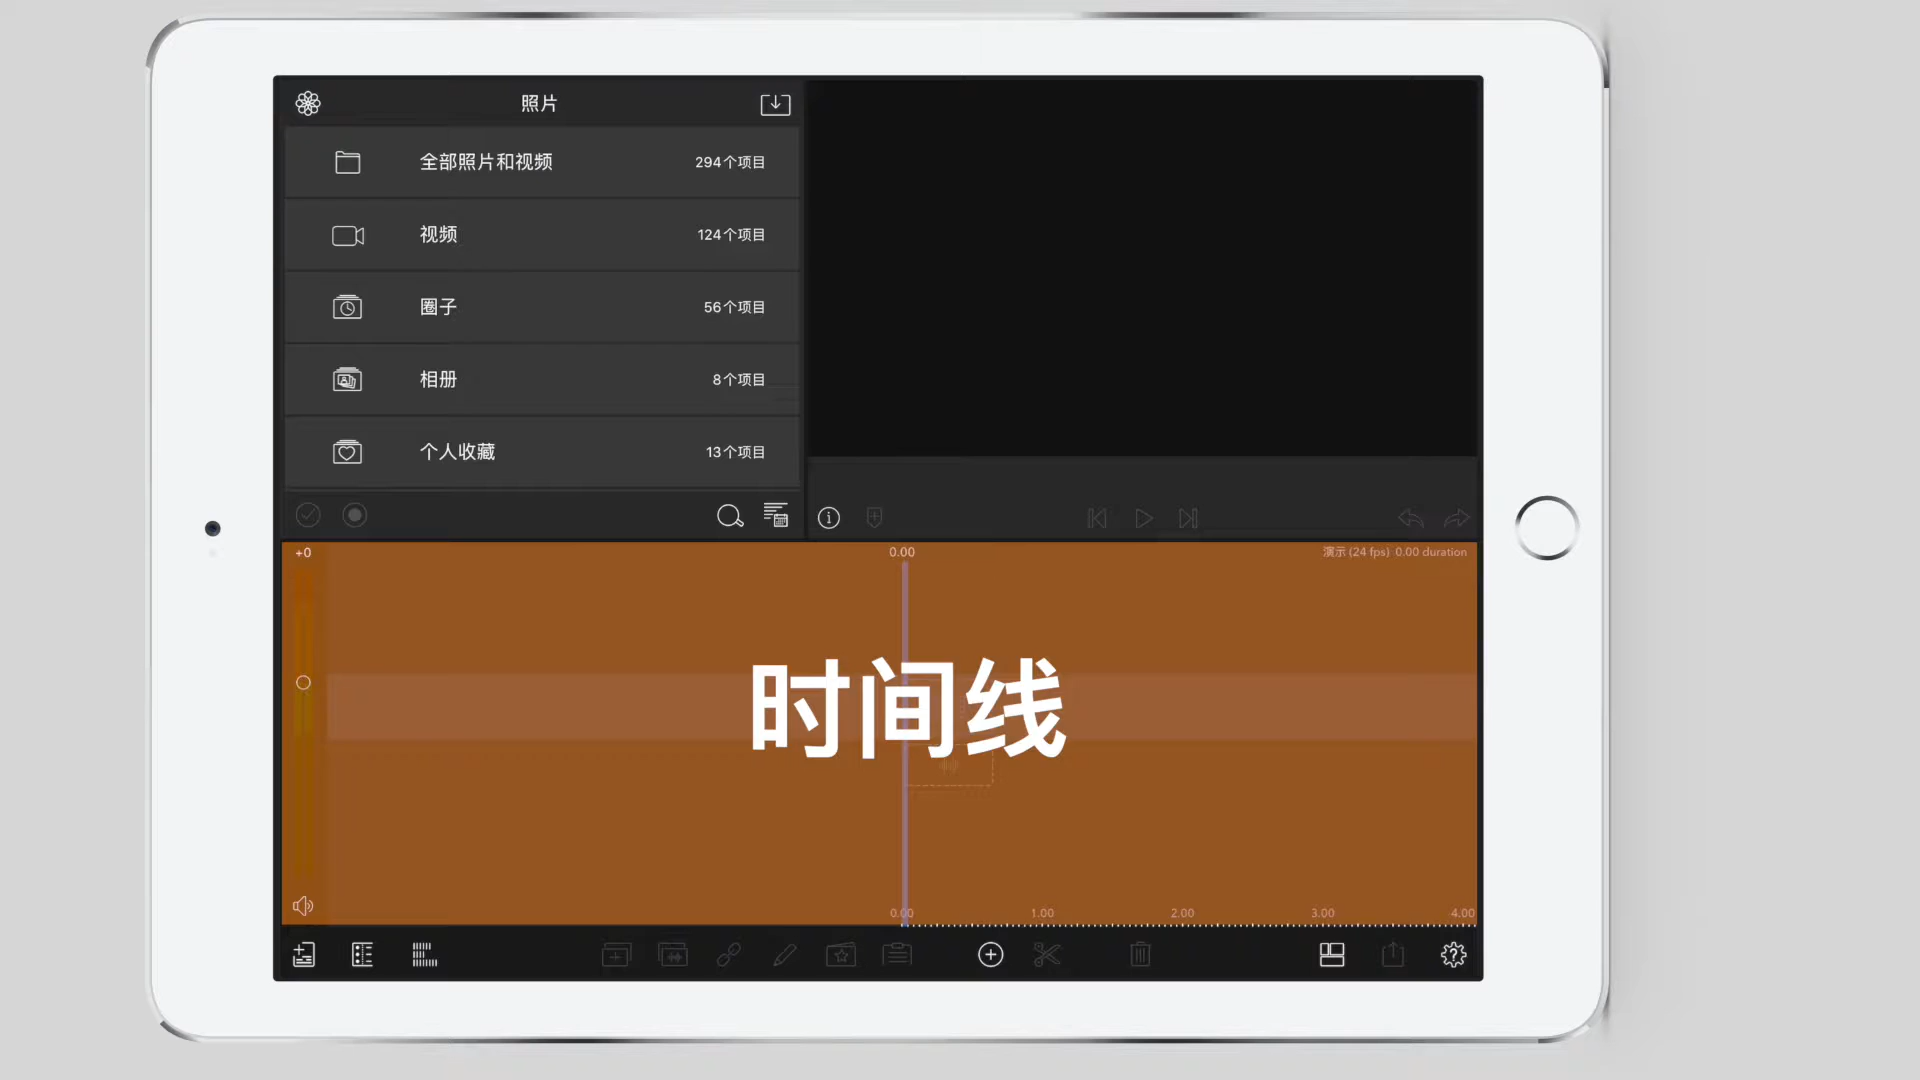 照片
全部照片和视频 294个项目
视频 124个项目
圈子 56个项目
相册 8个项目
个人收藏 13个项目
+0 0.00 演示 (24 fps) 0.00 duration
时间线
0.00 1.00 2.00 3.00 4.00